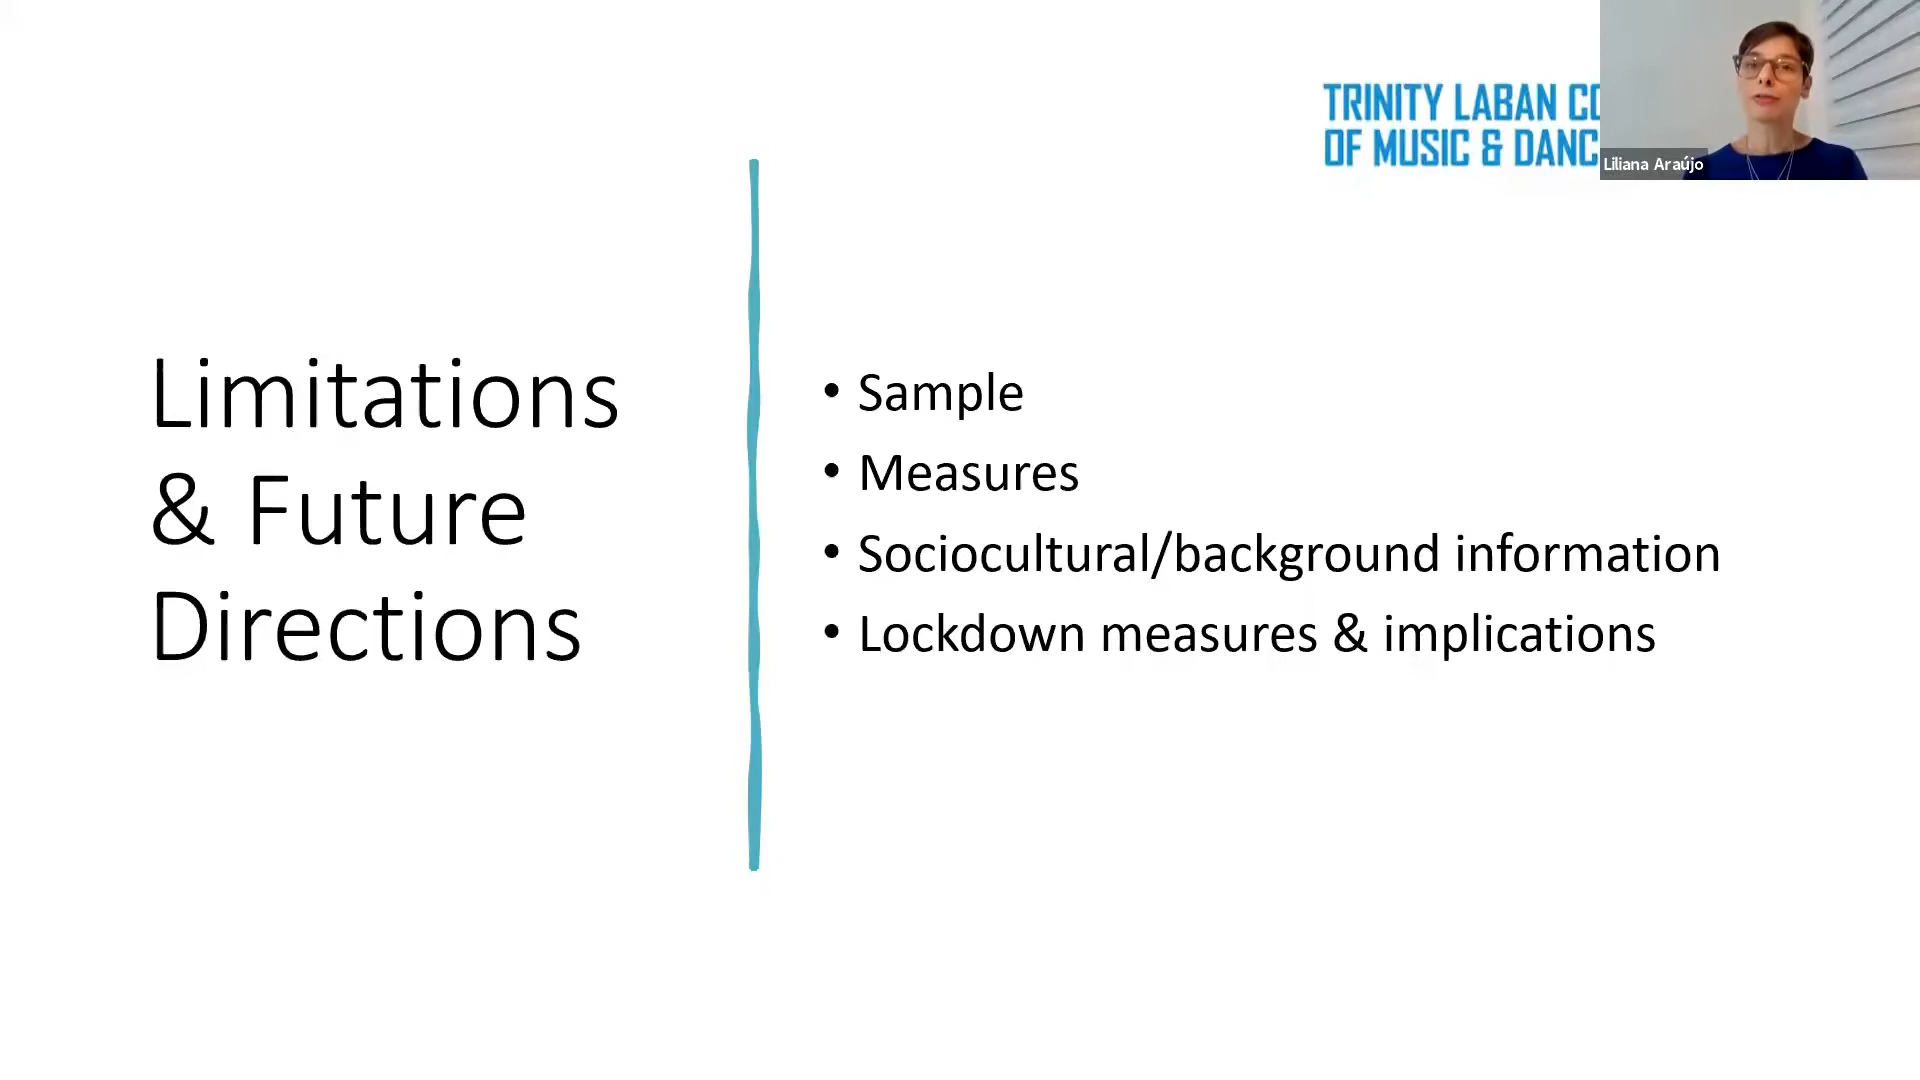 TRINITY LABAN CO
OF MUSIC & DANC
Liliana Araújo
Limitations
& Future
Directions
• Sample
• Measures
• Sociocultural/background information
• Lockdown measures & implications